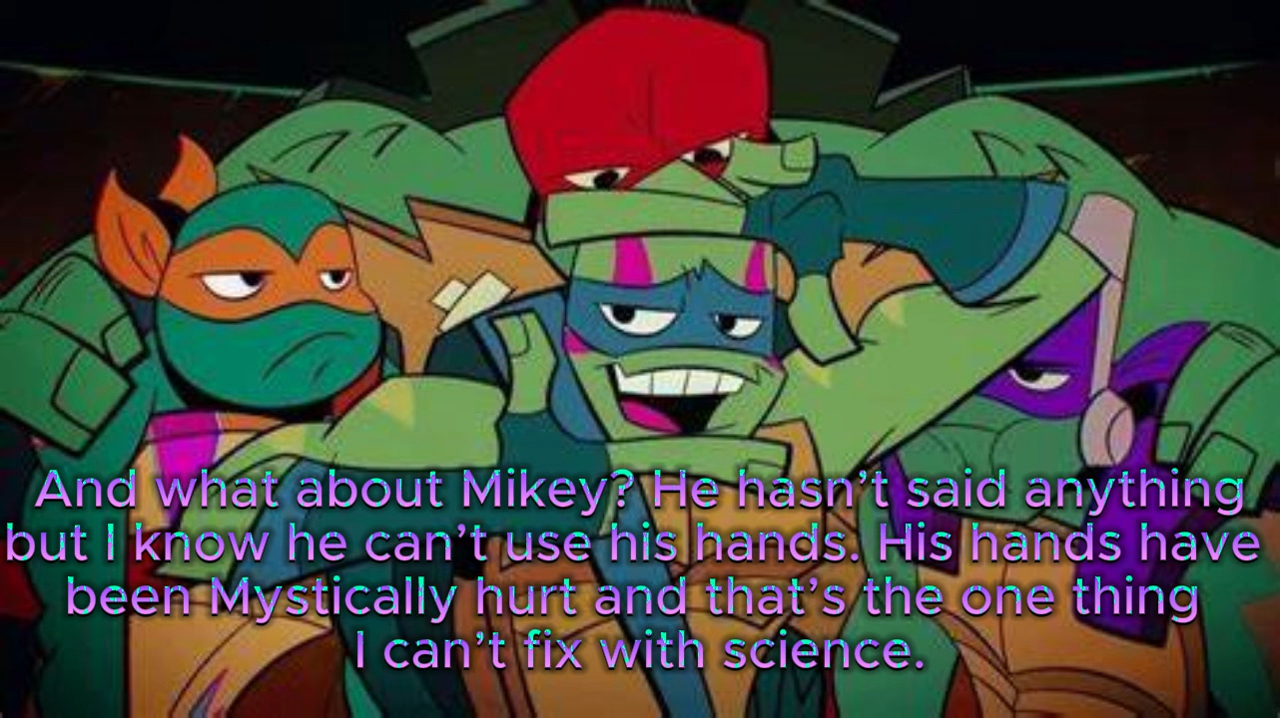 And what about Mikey? He hasn’t said anything
but I know he can’t use his hands. His hands have
been Mystically hurt and that’s the one thing
I can’t fix with science.